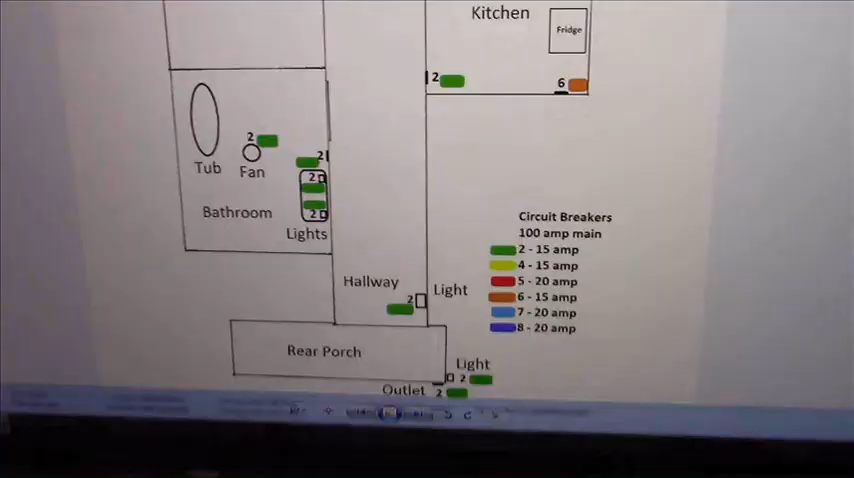 Kitchen
Fridge
2
6
2
Tub
Fan
2
2
Bathroom
2
Lights
Circuit Breakers
100 amp main
2 - 15 amp
4 - 15 amp
5 - 20 amp
6 - 15 amp
7 - 20 amp
8 - 20 amp
Hallway
2
Light
Rear Porch
Light
2
Outlet
2